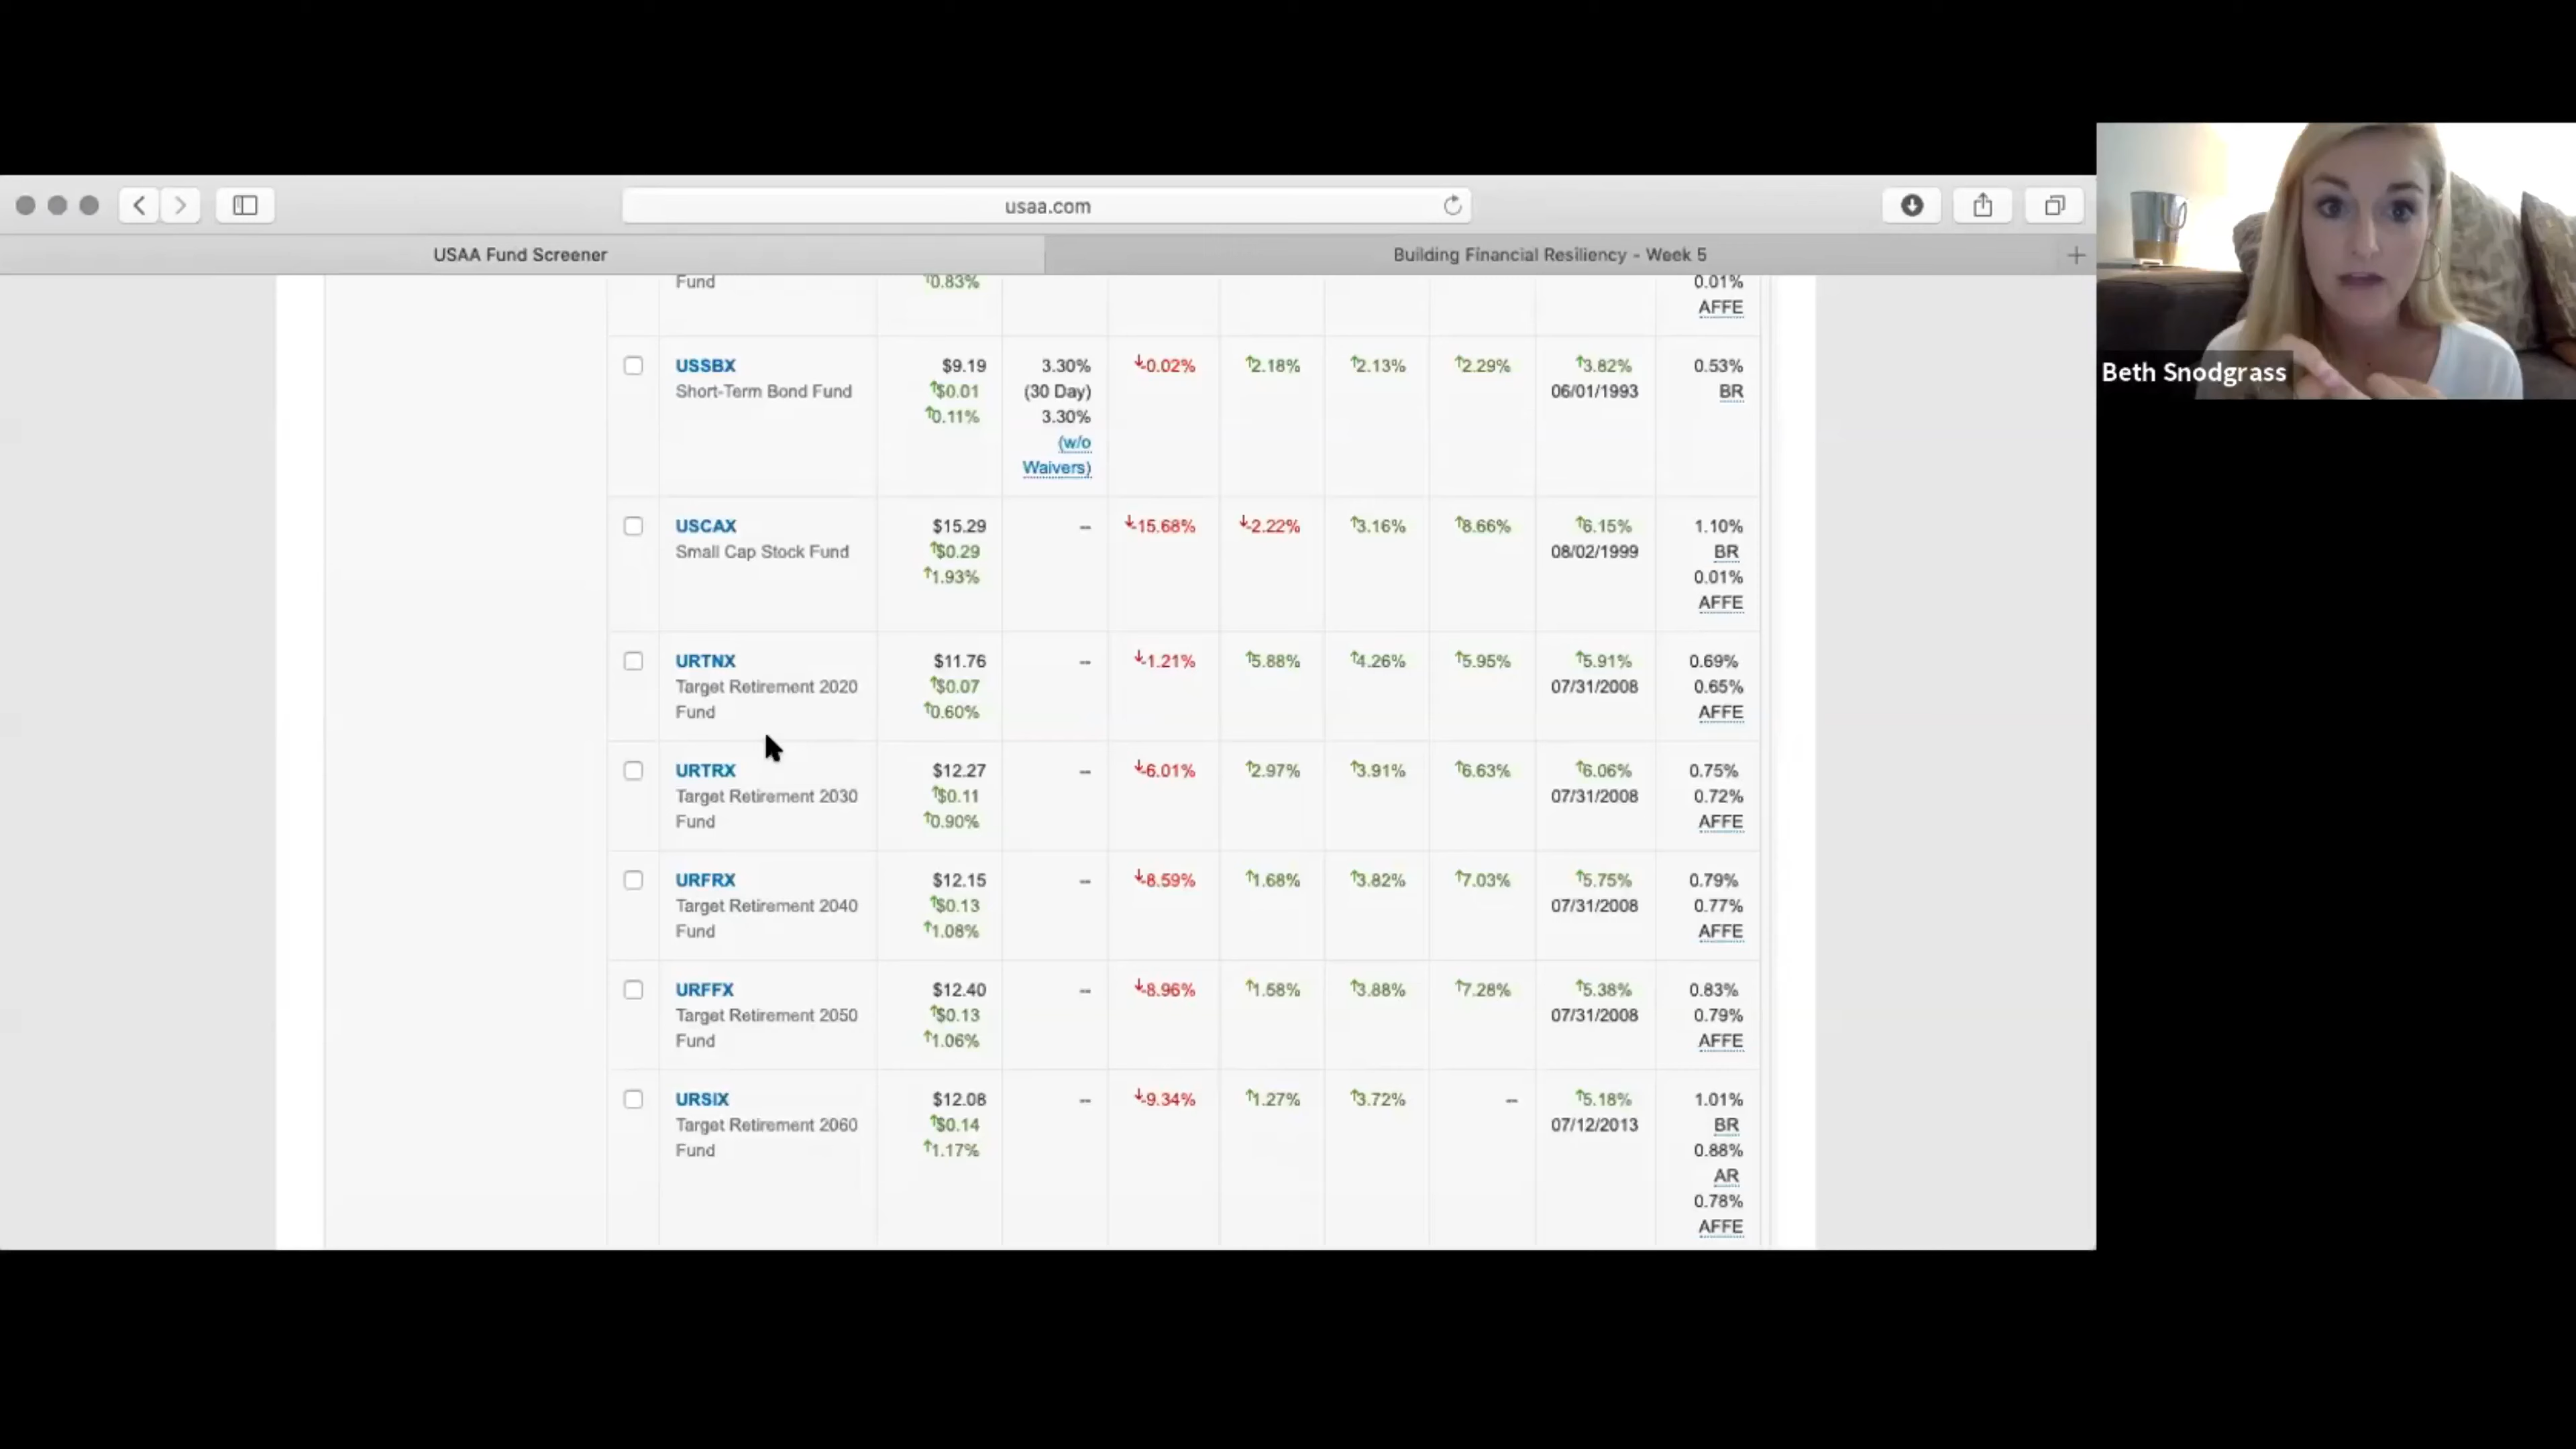 usaa.com
USAA Fund Screener
Building Financial Resiliency - Week 5
Fund ↑0.83% 0.01%
AFFE
USSBX $9.19 3.30% ↓-0.02% ↑2.18% ↑2.13% ↑2.29% ↑3.82% 0.53%
Short-Term Bond Fund ↑$0.01 (30 Day) 06/01/1993 BR
↑0.11% 3.30%
(w/o
Waivers)
USCAX $15.29 -- ↓-15.68% ↓-2.22% ↑3.16% ↑8.66% ↑6.15% 1.10%
Small Cap Stock Fund ↑$0.29 08/02/1999 BR
↑1.93% 0.01%
AFFE
URTNX $11.76 -- ↓-1.21% ↑5.88% ↑4.26% ↑5.95% ↑5.91% 0.69%
Target Retirement 2020 ↑$0.07 07/31/2008 0.65%
Fund ↑0.60% AFFE
URTRX $12.27 -- ↓-6.01% ↑2.97% ↑3.91% ↑6.63% ↑6.06% 0.75%
Target Retirement 2030 ↑$0.11 07/31/2008 0.72%
Fund ↑0.90% AFFE
URFRX $12.15 -- ↓-8.59% ↑1.68% ↑3.82% ↑7.03% ↑5.75% 0.79%
Target Retirement 2040 ↑$0.13 07/31/2008 0.77%
Fund ↑1.08% AFFE
URFFX $12.40 -- ↓-8.96% ↑1.58% ↑3.88% ↑7.28% ↑5.38% 0.83%
Target Retirement 2050 ↑$0.13 07/31/2008 0.79%
Fund ↑1.06% AFFE
URSIX $12.08 -- ↓-9.34% ↑1.27% ↑3.72% -- ↑5.18% 1.01%
Target Retirement 2060 ↑$0.14 07/12/2013 BR
Fund ↑1.17% 0.88%
AR
0.78%
AFFE
Beth Snodgrass